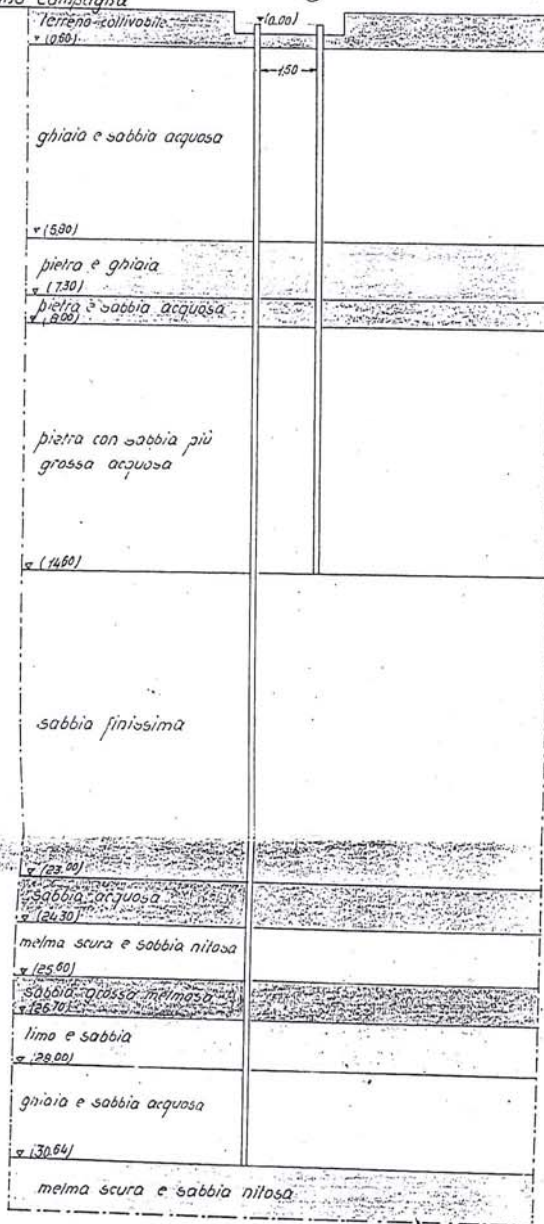 campagna
terreno coltivabile
(0.00)
(0.60)
1,50
ghiaia e sabbia acquosa
(5.80)
pietra e ghiaia
(7.30)
pietra e sabbia acquosa
(8.00)
pietra con sabbia più
grossa acquosa
(14.60)
sabbia finissima
(23.00)
sabbia acquosa
(24.30)
melma scura e sabbia nitosa
(25.60)
sabbia grossa melmosa
(26.70)
limo e sabbia
(28.00)
ghiaia e sabbia acquosa
(30.64)
melma scura e sabbia nitosa